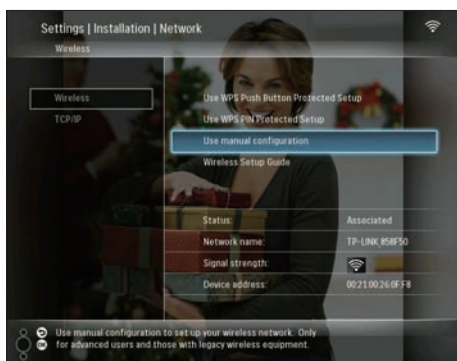 Settings | Installation | Network
Wireless
Wireless
TCP/IP
Use WPS Push Button Protected Setup
Use WPS PIN Protected Setup
Use manual configuration
Wireless Setup Guide
Status: Associated
Network name: TP-LINK_858F50
Signal strength:
Device address: 00:21:00:26:0F:F8
Use manual configuration to set up your wireless network. Only
OK for advanced users and those with legacy wireless equipment.